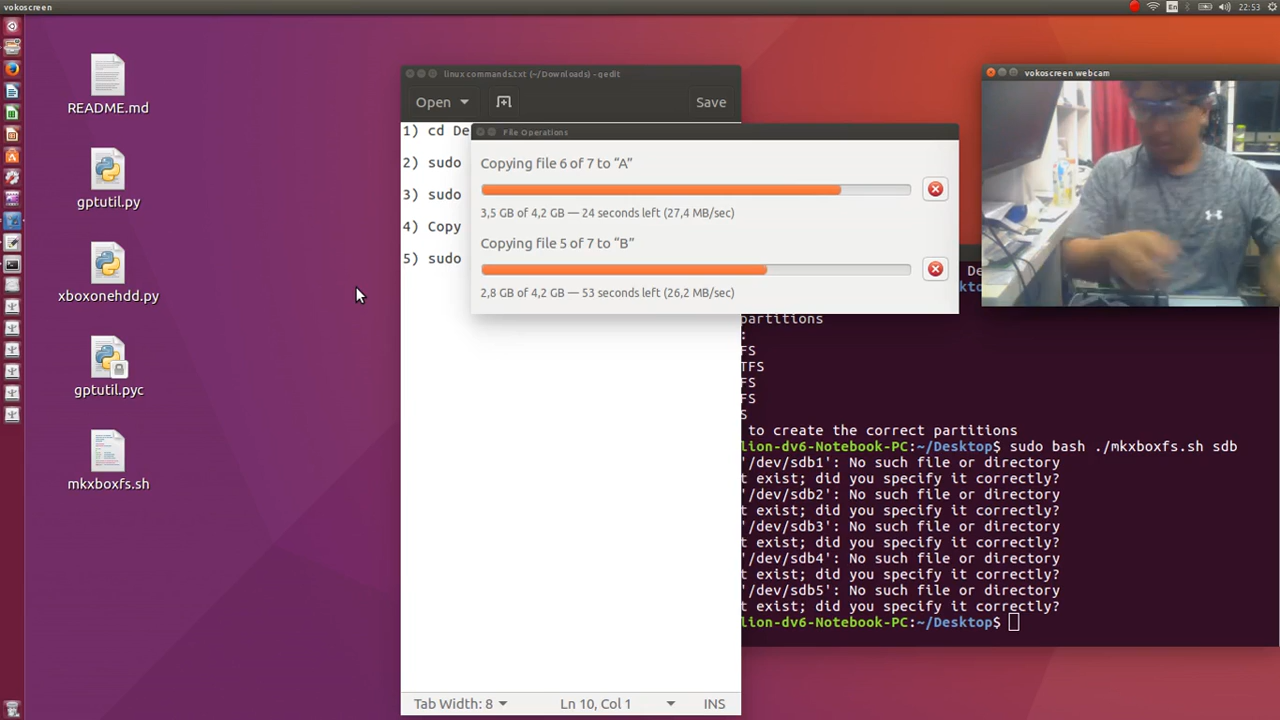 vokoscreen
En
22:53
README.md
gptutil.py
xboxonehdd.py
gptutil.pyc
mkxboxfs.sh
linux commands.txt (~/Downloads) - gedit
Open
Save
1) cd De
2) sudo
3) sudo
4) Copy
5) sudo
Tab Width: 8
Ln 10, Col 1
INS
File Operations
Copying file 6 of 7 to “A”
3,5 GB of 4,2 GB — 24 seconds left (27,4 MB/sec)
Copying file 5 of 7 to “B”
2,8 GB of 4,2 GB — 53 seconds left (26,2 MB/sec)
vokoscreen webcam
De
partitions
:
FS
TFS
FS
FS
S
to create the correct partitions
lion-dv6-Notebook-PC:~/Desktop$ sudo bash ./mkxboxfs.sh sdb
'/dev/sdb1': No such file or directory
t exist; did you specify it correctly?
'/dev/sdb2': No such file or directory
t exist; did you specify it correctly?
'/dev/sdb3': No such file or directory
t exist; did you specify it correctly?
'/dev/sdb4': No such file or directory
t exist; did you specify it correctly?
'/dev/sdb5': No such file or directory
t exist; did you specify it correctly?
lion-dv6-Notebook-PC:~/Desktop$